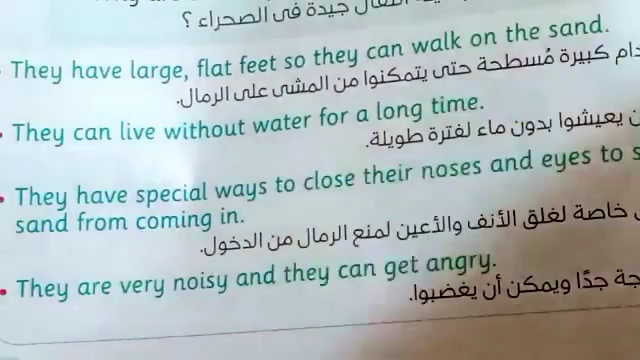 جيدة فى الصحراء ؟
They have large, flat feet so they can walk on the sand.
كبيرة مُسطحة حتى يتمكنوا من المشى على الرمال.
They can live without water for a long time.
يعيشوا بدون ماء لفترة طويلة.
They have special ways to close their noses and eyes to
sand from coming in.
خاصة لغلق الأنف والأعين لمنع الرمال من الدخول.
They are very noisy and they can get angry.
جدًا ويمكن أن يغضبوا.